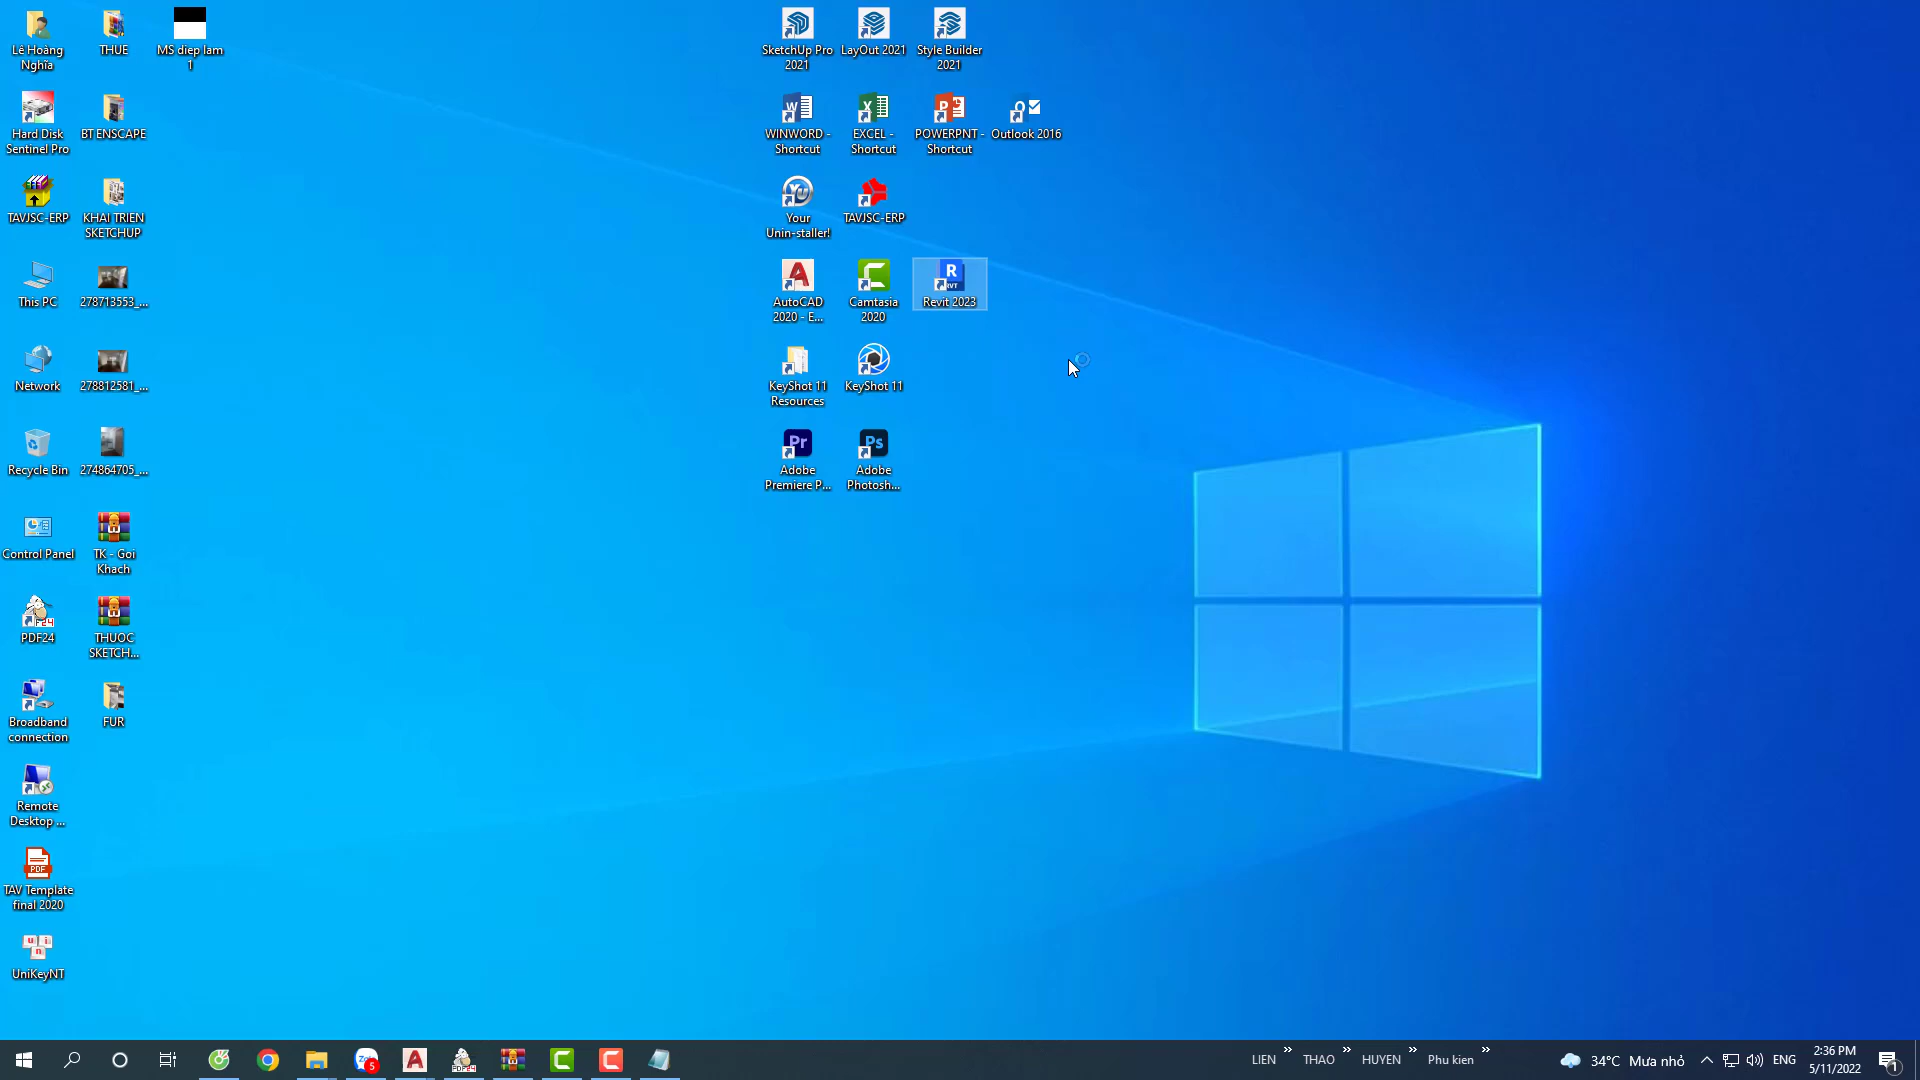 Lê Hoàng
Nghĩa
THUE
MS diep lam
1
SketchUp Pro
2021
LayOut 2021
Style Builder
2021
Hard Disk
Sentinel Pro
BT ENSCAPE
WINWORD -
Shortcut
EXCEL -
Shortcut
POWERPNT -
Shortcut
Outlook 2016
TAVJSC-ERP
KHAI TRIEN
SKETCHUP
Your
Unin-staller!
TAVJSC-ERP
This PC
278713553_...
AutoCAD
2020 - E...
Camtasia
2020
Revit 2023
Network
278812581_...
KeyShot 11
Resources
KeyShot 11
Recycle Bin
274864705_...
Adobe
Premiere P...
Adobe
Photosh...
Control Panel
TK - Goi
Khach
PDF24
THUOC
SKETCH...
Broadband
connection
FUR
Remote
Desktop ...
TAV Template
final 2020
UniKeyNT
LIEN
THAO
HUYEN
Phu kien
34°C Mưa nhỏ
ENG
2:36 PM
5/11/2022